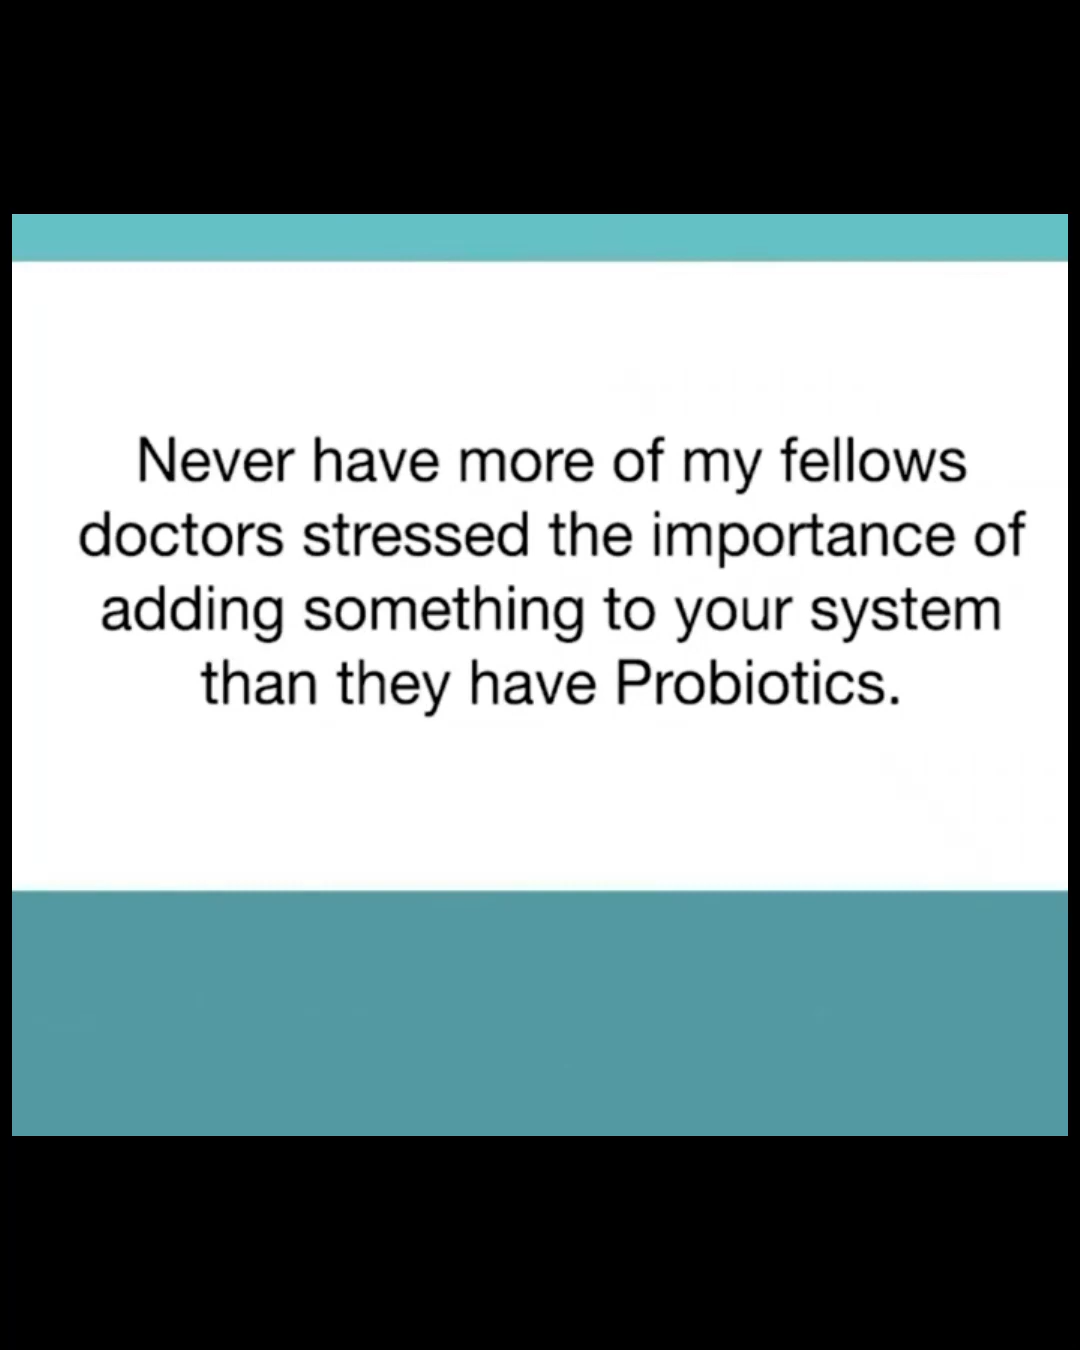 Never have more of my fellows
doctors stressed the importance of
adding something to your system
than they have Probiotics.